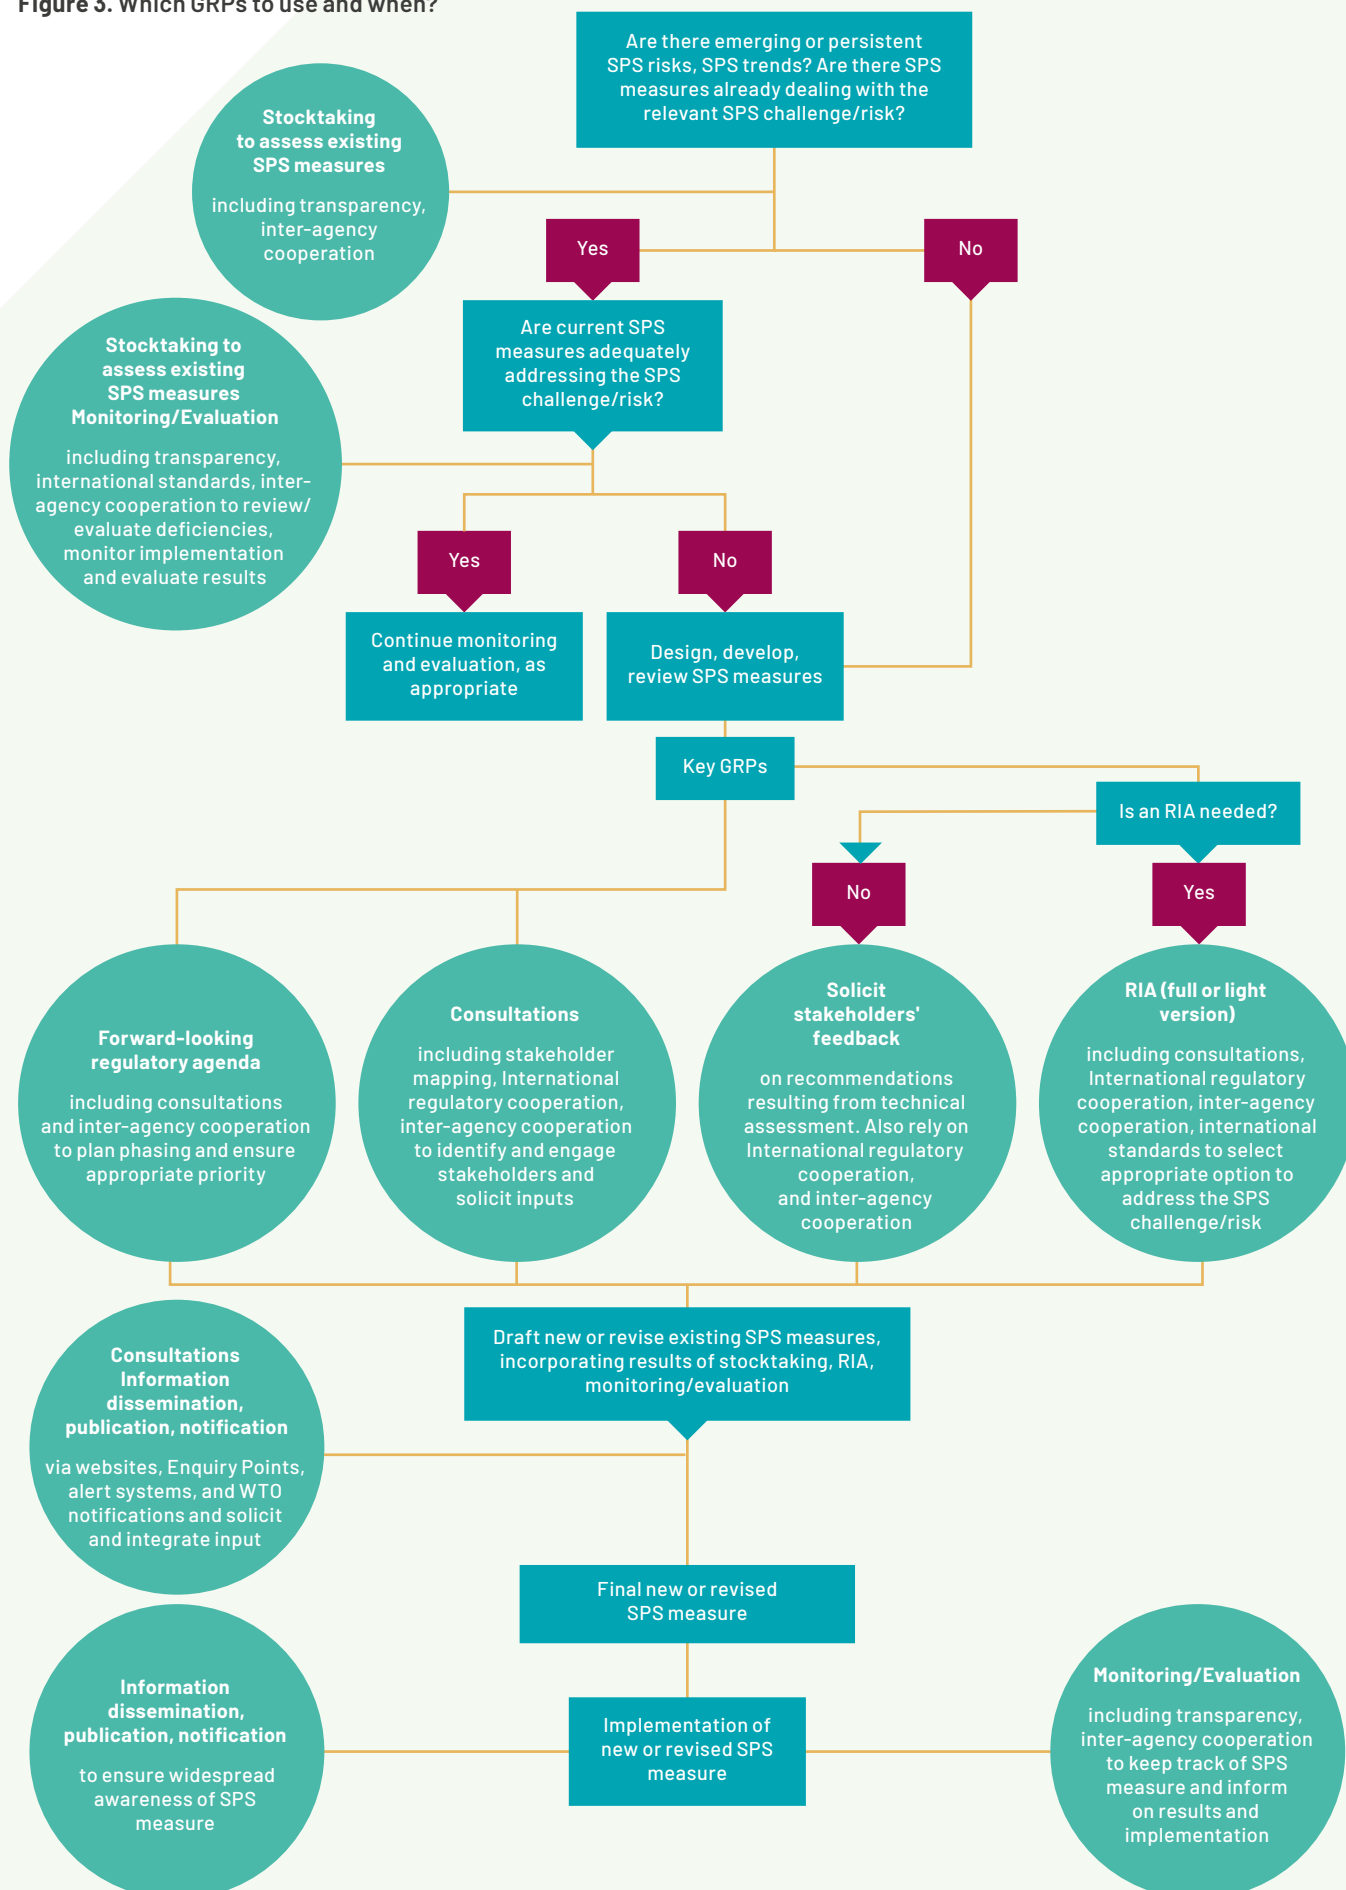 Figure 3. Which GRPs to use and when?
Are there emerging or persistent
SPS risks, SPS trends? Are there SPS
measures already dealing with the
relevant SPS challenge/risk?
Stocktaking
to assess existing
SPS measures
including transparency,
inter-agency
cooperation
Yes
No
Are current SPS
measures adequately
addressing the SPS
challenge/risk?
Stocktaking to
assess existing
SPS measures
Monitoring/Evaluation
including transparency,
international standards, inter-
agency cooperation to review/
evaluate deficiencies,
monitor implementation
and evaluate results
Yes
No
Continue monitoring
and evaluation, as
appropriate
Design, develop,
review SPS measures
Key GRPs
Is an RIA needed?
No
Yes
Forward-looking
regulatory agenda
including consultations
and inter-agency cooperation
to plan phasing and ensure
appropriate priority
Consultations
including stakeholder
mapping, International
regulatory cooperation,
inter-agency cooperation
to identify and engage
stakeholders and
solicit inputs
Solicit
stakeholders'
feedback
on recommendations
resulting from technical
assessment. Also rely on
International regulatory
cooperation,
and inter-agency
cooperation
RIA (full or light
version)
including consultations,
International regulatory
cooperation, inter-agency
cooperation, international
standards to select
appropriate option to
address the SPS
challenge/risk
Draft new or revise existing SPS measures,
incorporating results of stocktaking, RIA,
monitoring/evaluation
Consultations
Information
dissemination,
publication, notification
via websites, Enquiry Points,
alert systems, and WTO
notifications and solicit
and integrate input
Final new or revised
SPS measure
Information
dissemination,
publication, notification
to ensure widespread
awareness of SPS
measure
Implementation of
new or revised SPS
measure
Monitoring/Evaluation
including transparency,
inter-agency cooperation
to keep track of SPS
measure and inform
on results and
implementation